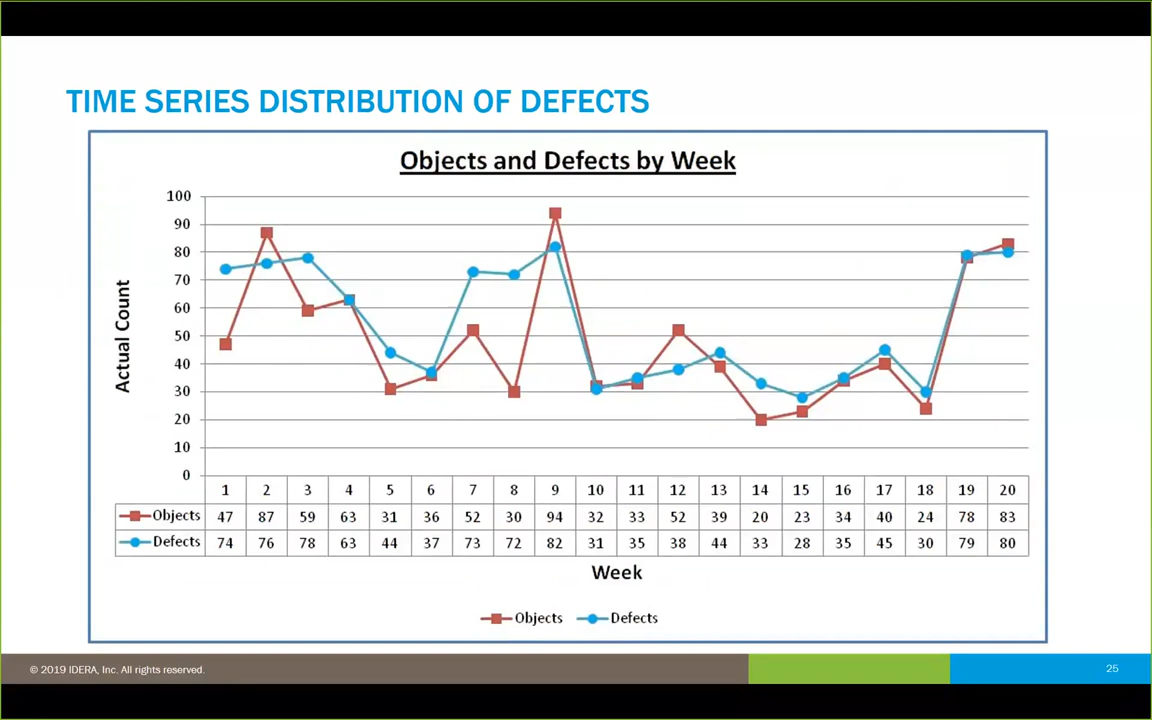 TIME SERIES DISTRIBUTION OF DEFECTS
Objects and Defects by Week
Actual Count
100
90
80
70
60
50
40
30
20
10
0
1 2 3 4 5 6 7 8 9 10 11 12 13 14 15 16 17 18 19 20
Objects 47 87 59 63 31 36 52 30 94 32 33 52 39 20 23 34 40 24 78 83
Defects 74 76 78 63 44 37 73 72 82 31 35 38 44 33 28 35 45 30 79 80
Week
Objects Defects
© 2019 IDERA, Inc. All rights reserved. 25